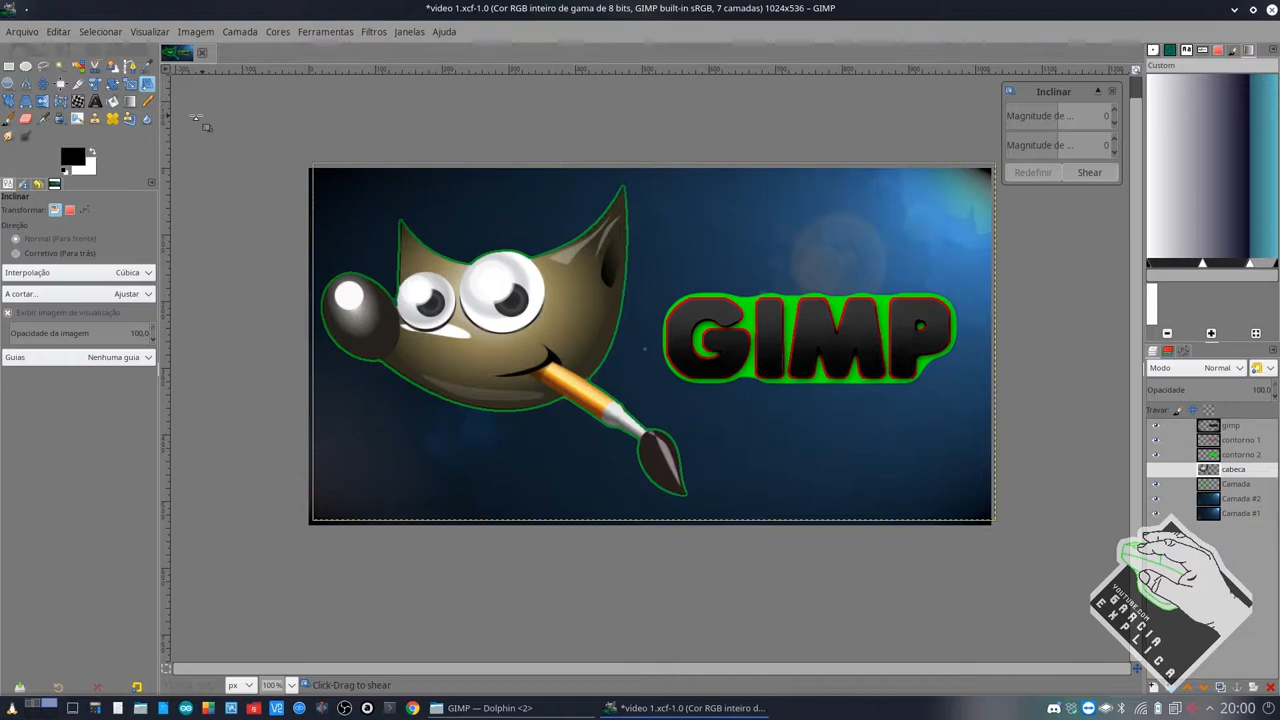 *video 1.xcf-1.0 (Cor RGB inteiro de gama de 8 bits, GIMP built-in sRGB, 7 camadas) 1024x536 – GIMP
Arquivo Editar Selecionar Visualizar Imagem Camada Cores Ferramentas Filtros Janelas Ajuda
Custom
Inclinar
Magnitude de ... 0
Magnitude de ... 0
Redefinir Shear
Inclinar
Transformar:
Direção
Normal (Para frente)
Corretivo (Para trás)
Interpolação Cúbica
A cortar... Ajustar
Exibir imagem de visualização
Opacidade da imagem 100,0
Guias Nenhuma guia
GIMP
Modo Normal
Opacidade 100,0
Travar:
gimp
contorno 1
contorno 2
cabeca
Camada
Camada #2
Camada #1
YOUTUBE.COM
GARCIA
EXPLICA
px 100% Click-Drag to shear
GIMP — Dolphin <2> *video 1.xcf-1.0 (Cor RGB inteiro d... 20:00